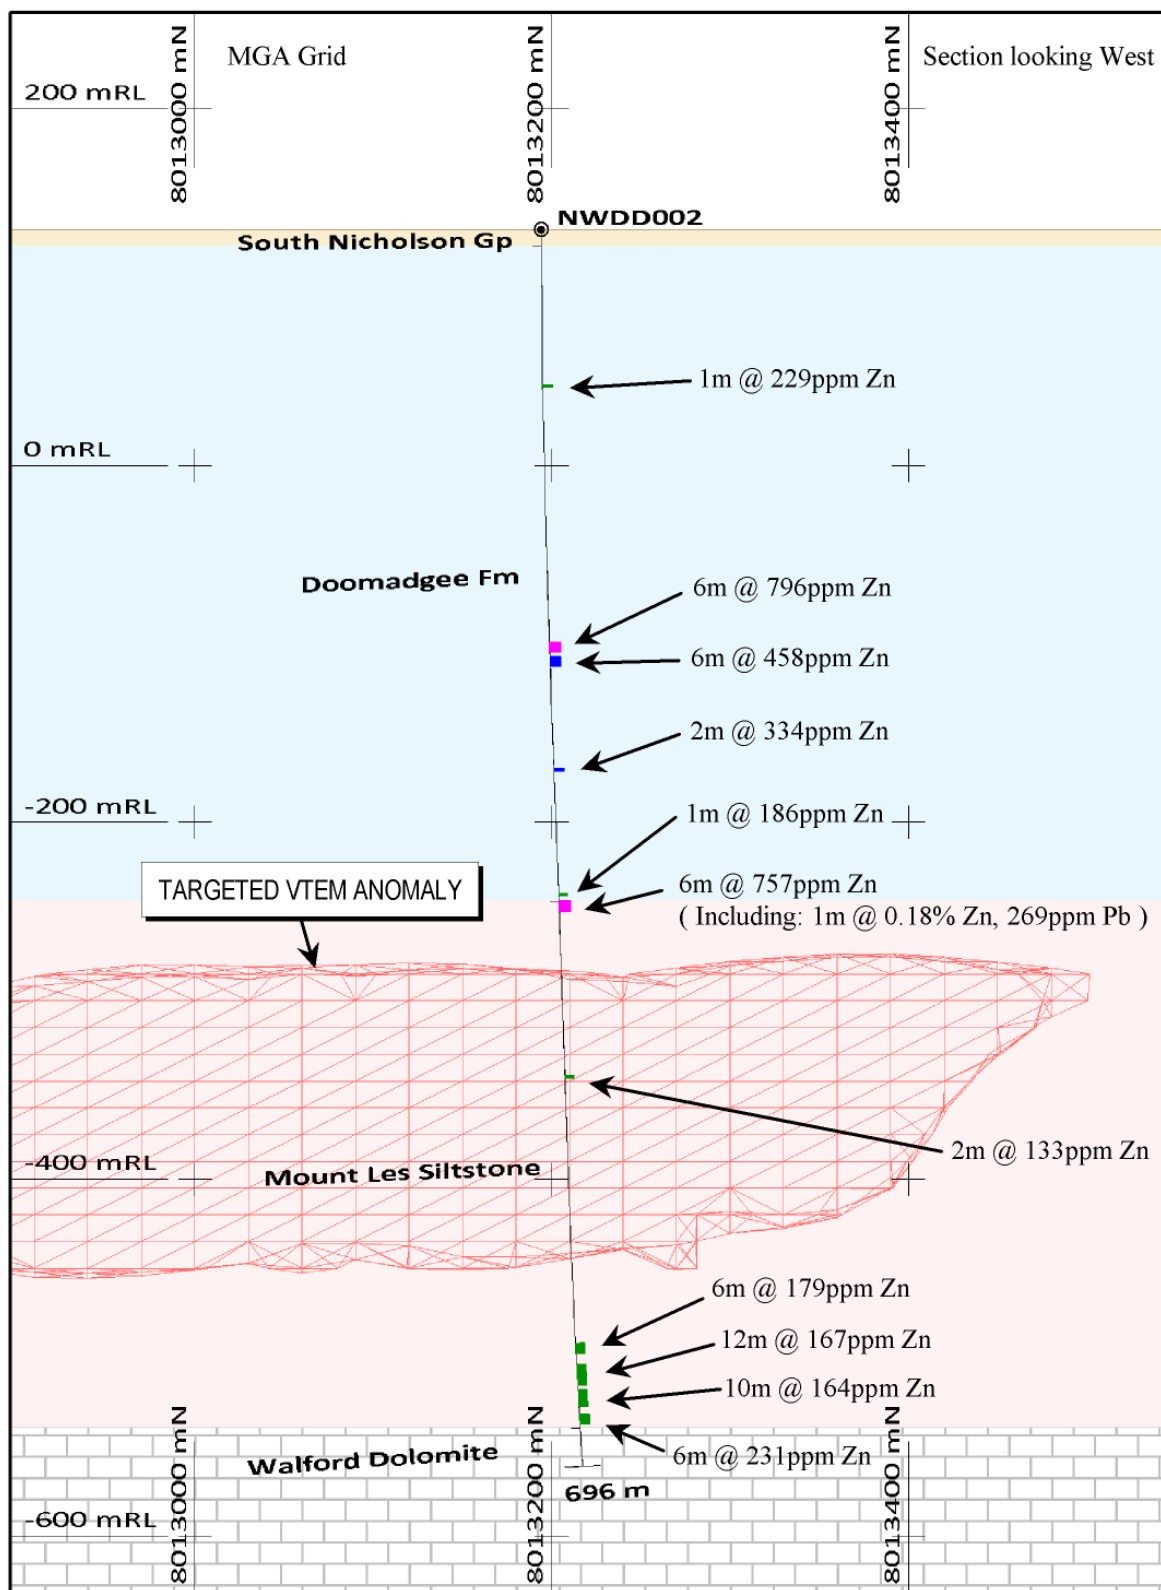 MGA Grid
Section looking West
8013000 mN
8013200 mN
8013400 mN
200 mRL
NWDD002
South Nicholson Gp
1m @ 229ppm Zn
0 mRL
Doomadgee Fm
6m @ 796ppm Zn
6m @ 458ppm Zn
2m @ 334ppm Zn
-200 mRL
1m @ 186ppm Zn
TARGETED VTEM ANOMALY
6m @ 757ppm Zn
( Including: 1m @ 0.18% Zn, 269ppm Pb )
2m @ 133ppm Zn
-400 mRL
Mount Les Siltstone
6m @ 179ppm Zn
12m @ 167ppm Zn
10m @ 164ppm Zn
6m @ 231ppm Zn
Walford Dolomite
696 m
-600 mRL
8013000 mN
8013200 mN
8013400 mN